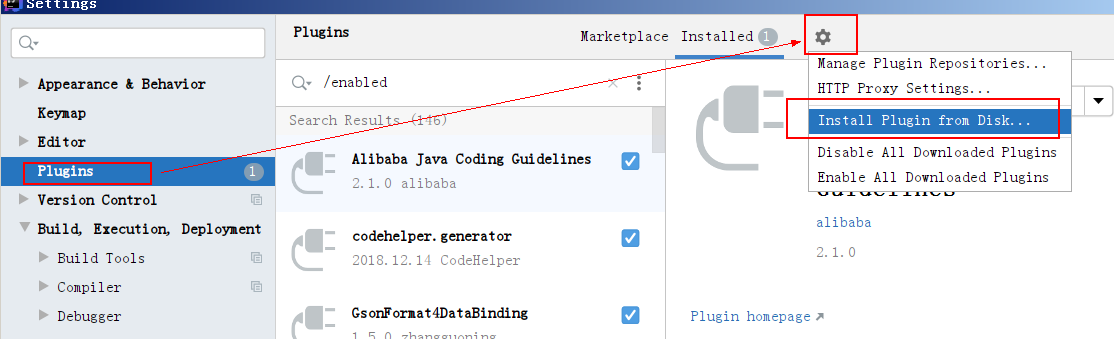 Settings
Plugins
Marketplace
Installed
1
Appearance & Behavior
Keymap
Editor
Plugins
1
Version Control
Build, Execution, Deployment
Build Tools
Compiler
Debugger
/enabled
Search Results (146)
Alibaba Java Coding Guidelines
2.1.0 alibaba
codehelper.generator
2018.12.14 CodeHelper
GsonFormat4DataBinding
1.5.0 zhangguoning
Manage Plugin Repositories...
HTTP Proxy Settings...
Install Plugin from Disk...
Disable All Downloaded Plugins
Enable All Downloaded Plugins
Guidelines
alibaba
2.1.0
Plugin homepage